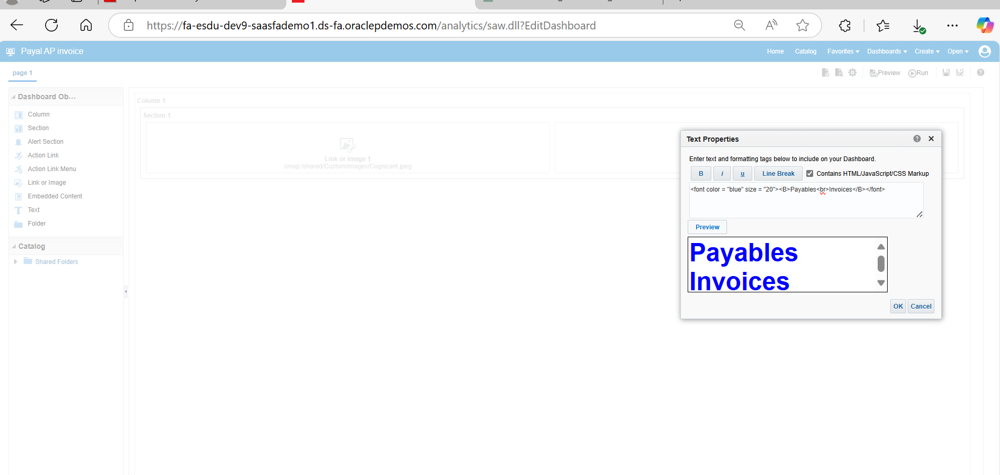 https://fa-esdu-dev9-saasfademo1.ds-fa.oraclepdemos.com/analytics/saw.dll?EditDashboard
Payal AP invoice
Home Catalog Favorites Dashboards Create Open
page 1
Preview Run
Dashboard Ob...
Column
Section
Alert Section
Action Link
Action Link Menu
Link or Image
Embedded Content
Text
Folder
Catalog
Shared Folders
Column 1
Section 1
Link or Image 1
cmap:/shared/Custom/images/Cognizant.jpeg
Text Properties
Enter text and formatting tags below to include on your Dashboard.
B i u Line Break Contains HTML/JavaScript/CSS Markup
<font color = "blue" size = "20"><B>Payables<br>Invoices</B></font>
Preview
Payables
Invoices
OK Cancel